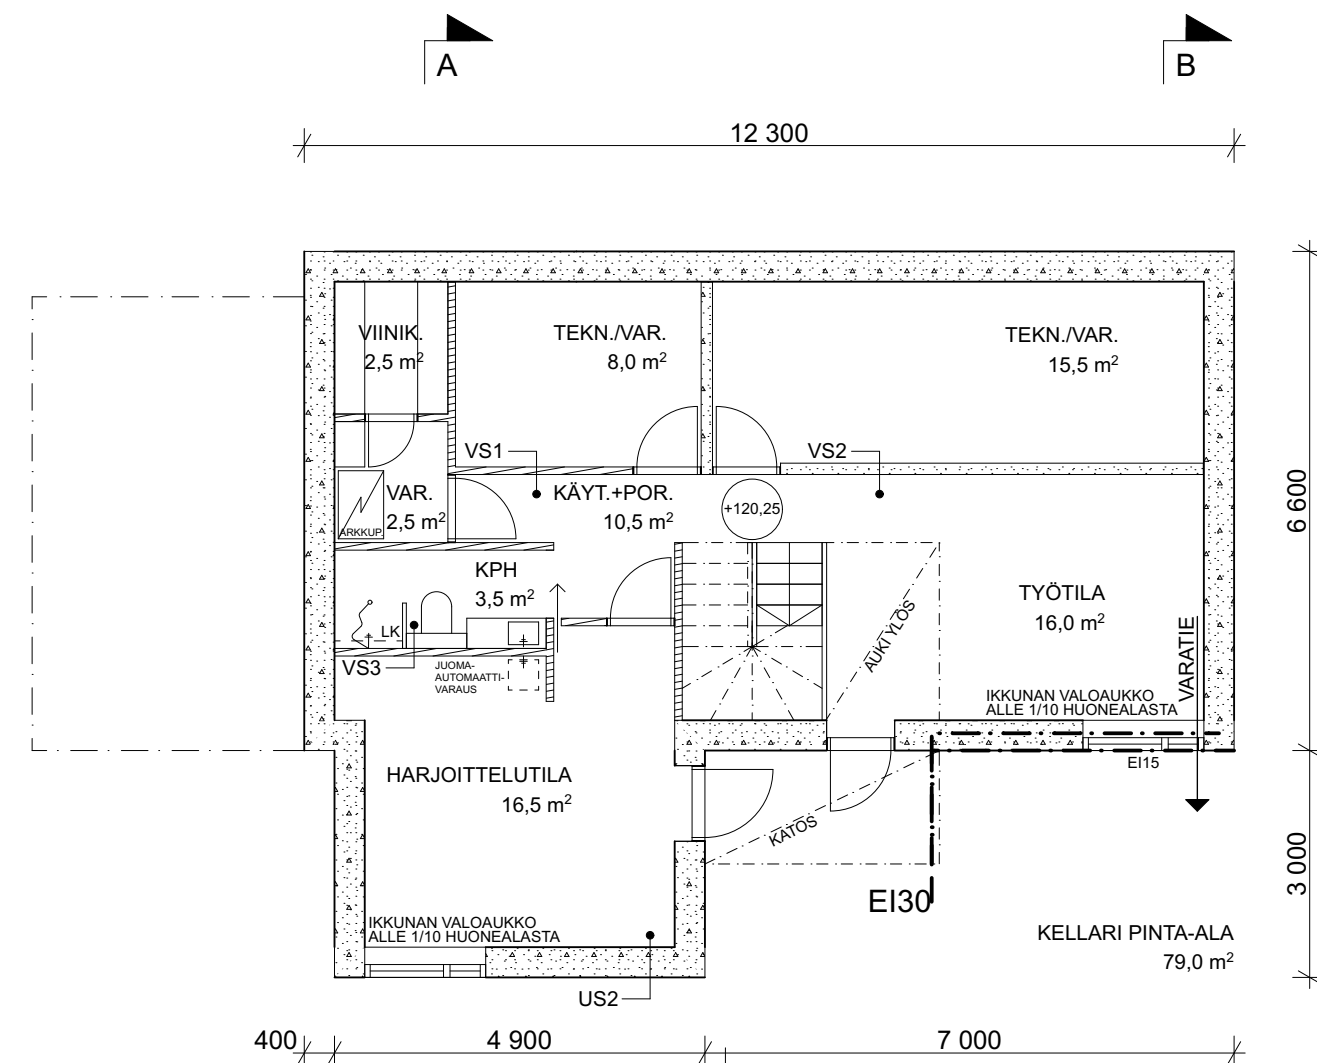 A
B
12 300
VIINIK.
2,5 m²
TEKN./VAR.
8,0 m²
TEKN./VAR.
15,5 m²
VS1
VS2
VAR.
2,5 m²
ARKKUP.
KÄYT.+POR.
10,5 m²
+120,25
6 600
KPH
3,5 m²
LK
VS3
JUOMA-
AUTOMAATTI-
VARAUS
AUKI YLÖS
TYÖTILA
16,0 m²
VARATIE
IKKUNAN VALOAUKKO
ALLE 1/10 HUONEALASTA
EI15
HARJOITTELUTILA
16,5 m²
KATOS
EI30
3 000
IKKUNAN VALOAUKKO
ALLE 1/10 HUONEALASTA
KELLARI PINTA-ALA
79,0 m²
US2
400
4 900
7 000